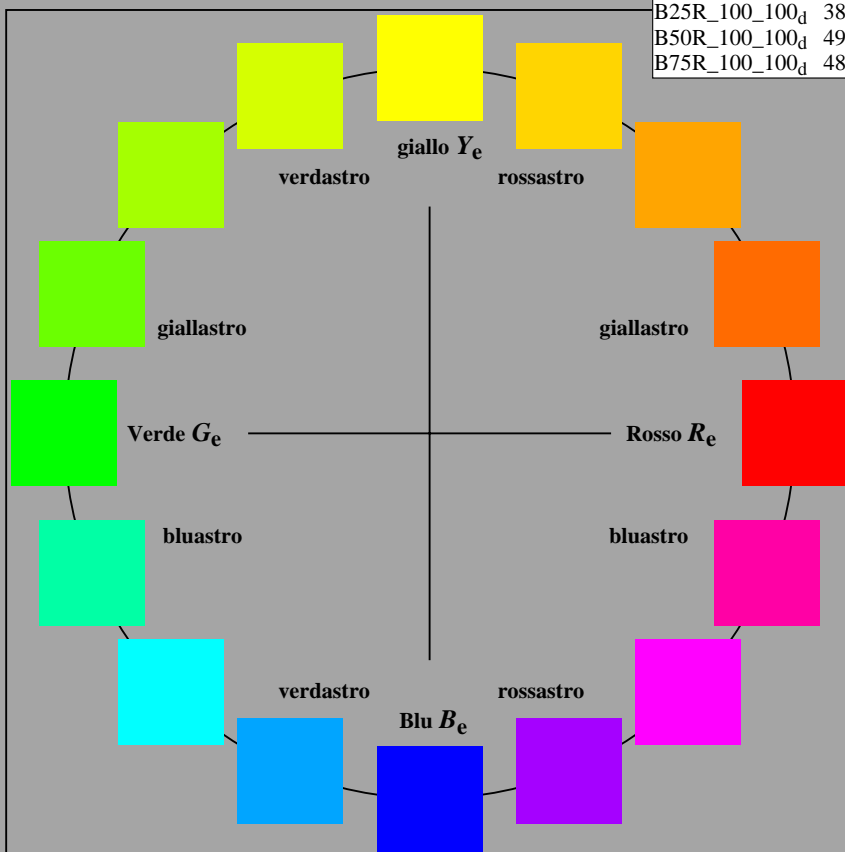 B25R_100_100d 38
B50R_100_100d 49
B75R_100_100d 48
giallo Ye
verdastro rossastro
giallastro giallastro
Verde Ge Rosso Re
bluastro bluastro
verdastro rossastro
Blu Be